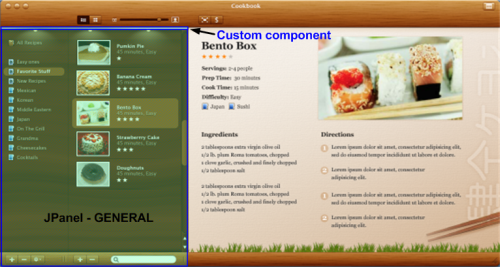 Cookbook
Custom component
All Recipes
Easy ones
Favorite Stuff
New Recipes
Mexican
Korean
Middle Eastern
Salad
On The Grill
Grandma
Cheesecakes
Cocktails
Pumpkin Pie
45 minutes, Easy
Banana Cream
45 minutes, Easy
Bento Box
45 minutes, Easy
Strawberry Cake
45 minutes, Easy
Doughnuts
45 minutes, Easy
JPanel - GENERAL
Bento Box
Servings: 2-4 people
Prep Time: 30 minutes
Cook Time: 15 minutes
Difficulty: Easy
Japan Sushi
Ingredients
2 tablespoons extra virgin olive oil
1/2 lb. plum Roma tomatoes, chopped
1 clove garlic, crushed and finely chopped
1/2 tablespoon salt
2 tablespoons extra virgin olive oil
1/2 lb. plum Roma tomatoes, chopped
1 clove garlic, crushed and finely chopped
1/2 tablespoon salt
Directions
Lorem ipsum dolor sit amet, consectetur adipisicing elit,
sed do eiusmod tempor incididunt ut labore et dolore.
Lorem ipsum dolor sit amet, consectetur
adipisicing elit.
Lorem ipsum dolor sit amet, consectetur adipisicing elit,
sed do eiusmod tempor incididunt ut labore et dolore.
Lorem ipsum dolor sit amet, consectetur
adipisicing elit.